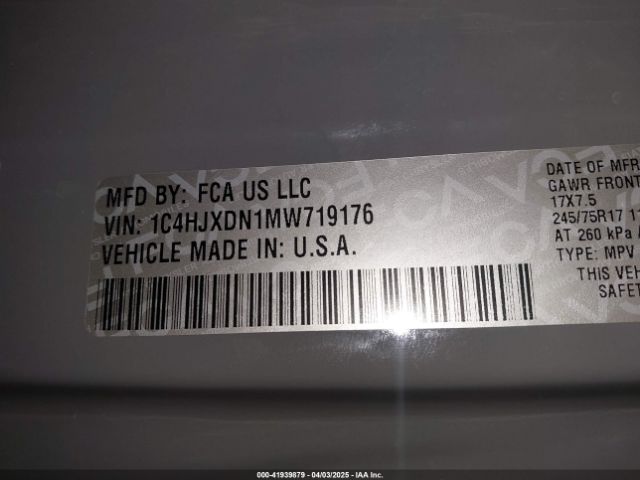 MFD BY: FCA US LLC
VIN: 1C4HJXDN1MW719176
VEHICLE MADE IN: U.S.A.
DATE OF MFR
GAWR FRONT
17X7.5
245/75R17 1
AT 260 kPa
TYPE: MPV
THIS VEH
SAFET
000-41939879 - 04/03/2025 - IAA Inc.